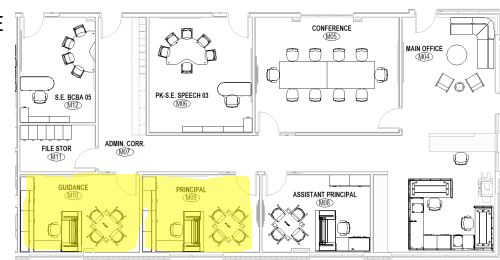 E
CONFERENCE
M05
MAIN OFFICE
M04
S.E. BCBA 05
M12
PK-S.E. SPEECH 03
M06
FILE STOR
M11
ADMIN. CORR.
M07
GUIDANCE
M10
PRINCIPAL
M09
ASSISTANT PRINCIPAL
M08